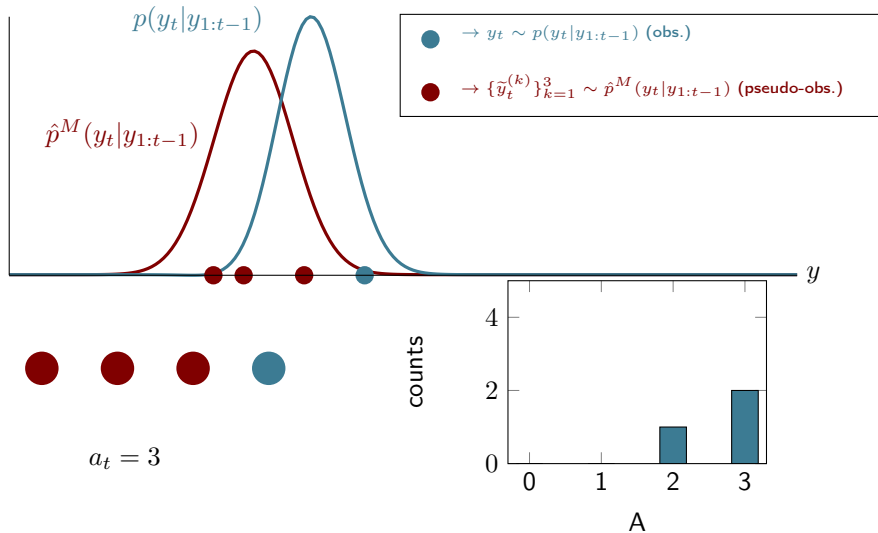 p(y_t|y_{1:t−1})
→ y_t ∼ p(y_t|y_{1:t−1}) (obs.)
→ {ỹ_t^{(k)}}_{k=1}^3 ∼ p̂^M(y_t|y_{1:t−1}) (pseudo-obs.)
p̂^M(y_t|y_{1:t−1})
y
4
2
0
counts
0 1 2 3
A
a_t = 3